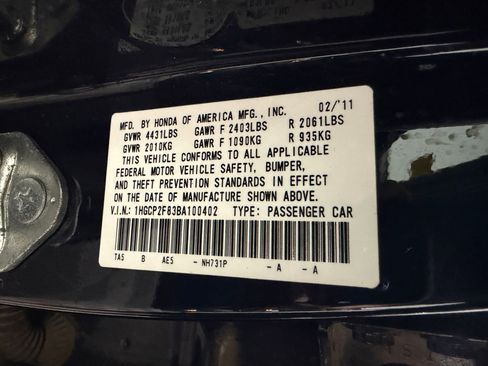 MFD. BY HONDA OF AMERICA MFG., INC. 02/'11
GVWR 4431LBS GAWR F 2403LBS R 2061LBS
GVWR 2010KG GAWR F 1090KG R 935KG
THIS VEHICLE CONFORMS TO ALL APPLICABLE
FEDERAL MOTOR VEHICLE SAFETY, BUMPER,
AND THEFT PREVENTION STANDARDS IN EFFECT
ON THE DATE OF MANUFACTURE SHOWN ABOVE.
V.I.N.: 1HGCP2F83BA100402 TYPE: PASSENGER CAR
TA5 B AE5 - NH731P - A - A